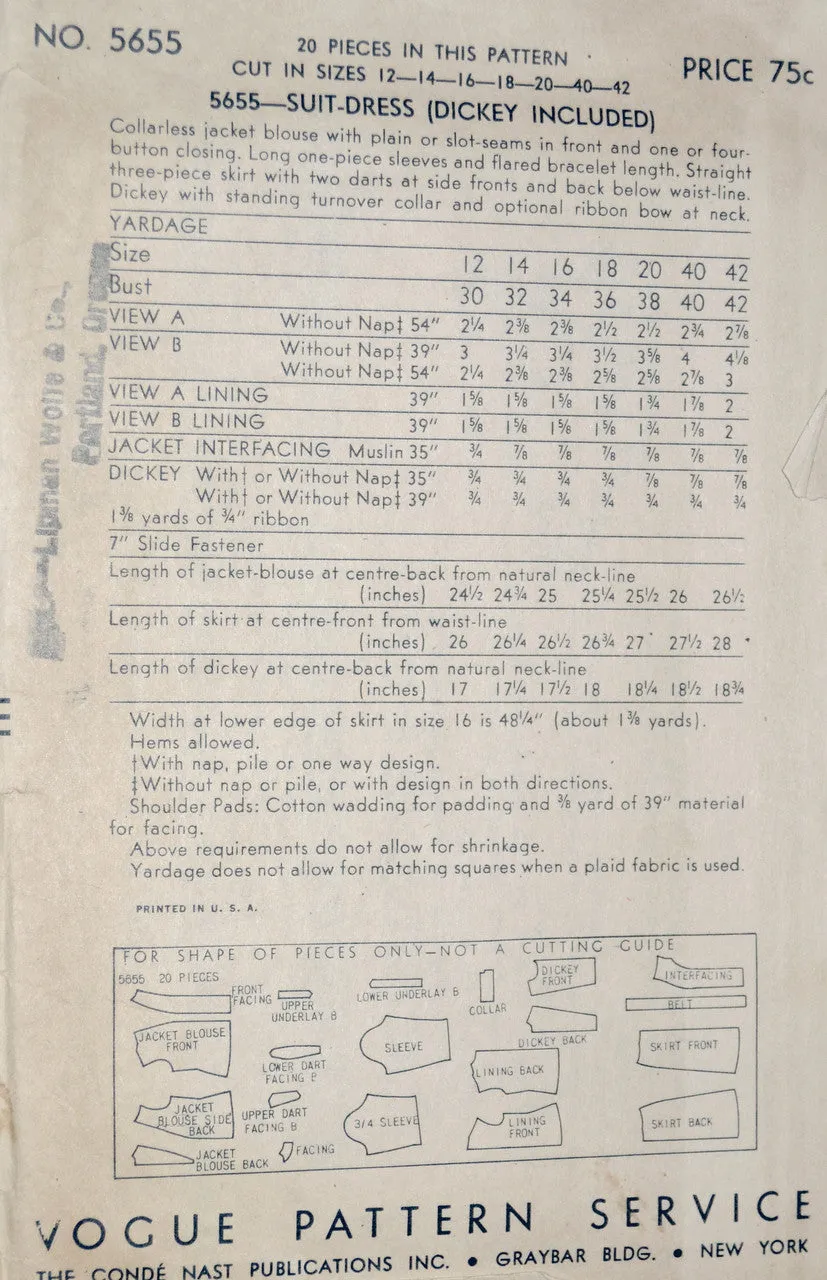 NO. 5655
20 PIECES IN THIS PATTERN
CUT IN SIZES 12—14—16—18—20—40—42
PRICE 75c
5655—SUIT-DRESS (DICKEY INCLUDED)
Collarless jacket blouse with plain or slot-seams in front and one or four-
button closing. Long one-piece sleeves and flared bracelet length. Straight
three-piece skirt with two darts at side fronts and back below waist-line.
Dickey with standing turnover collar and optional ribbon bow at neck.
YARDAGE
Size 12 14 16 18 20 40 42
Bust 30 32 34 36 38 40 42
VIEW A Without Nap‡ 54" 2¼ 2⅜ 2⅜ 2½ 2½ 2¾ 2⅞
VIEW B Without Nap‡ 39" 3 3¼ 3¼ 3½ 3⅝ 4 4⅛
Without Nap‡ 54" 2¼ 2⅜ 2⅜ 2⅝ 2⅝ 2⅞ 3
VIEW A LINING 39" 1⅝ 1⅝ 1⅝ 1⅝ 1¾ 1⅞ 2
VIEW B LINING 39" 1⅝ 1⅝ 1⅝ 1⅝ 1¾ 1⅞ 2
JACKET INTERFACING Muslin 35" ¾ ⅞ ⅞ ⅞ ⅞ ⅞ ⅞
DICKEY With† or Without Nap‡ 35" ¾ ¾ ¾ ¾ ⅞ ⅞ ⅞
With† or Without Nap‡ 39" ¾ ¾ ¾ ¾ ¾ ¾ ¾
1⅜ yards of ¾" ribbon
7" Slide Fastener
Length of jacket-blouse at centre-back from natural neck-line
(inches) 24½ 24¾ 25 25¼ 25½ 26 26½
Length of skirt at centre-front from waist-line
(inches) 26 26¼ 26½ 26¾ 27 27½ 28
Length of dickey at centre-back from natural neck-line
(inches) 17 17¼ 17½ 18 18¼ 18½ 18¾
Width at lower edge of skirt in size 16 is 48¼" (about 1⅜ yards).
Hems allowed.
†With nap, pile or one way design.
‡Without nap or pile, or with design in both directions.
Shoulder Pads: Cotton wadding for padding and ⅜ yard of 39" material
for facing.
Above requirements do not allow for shrinkage.
Yardage does not allow for matching squares when a plaid fabric is used.
PRINTED IN U. S. A.
Lipman Wolfe & Co.,
Portland,
FOR SHAPE OF PIECES ONLY—NOT A CUTTING GUIDE
5655 20 PIECES
FRONT
FACING
UPPER
UNDERLAY B
LOWER UNDERLAY B
COLLAR
DICKEY
FRONT
INTERFACING
BELT
JACKET BLOUSE
FRONT
LOWER DART
FACING B
SLEEVE
DICKEY BACK
LINING BACK
SKIRT FRONT
JACKET
BLOUSE SIDE
BACK
UPPER DART
FACING B
3/4 SLEEVE
LINING
FRONT
SKIRT BACK
JACKET
BLOUSE BACK
FACING
VOGUE PATTERN SERVICE
THE CONDÉ NAST PUBLICATIONS INC. • GRAYBAR BLDG. • NEW YORK